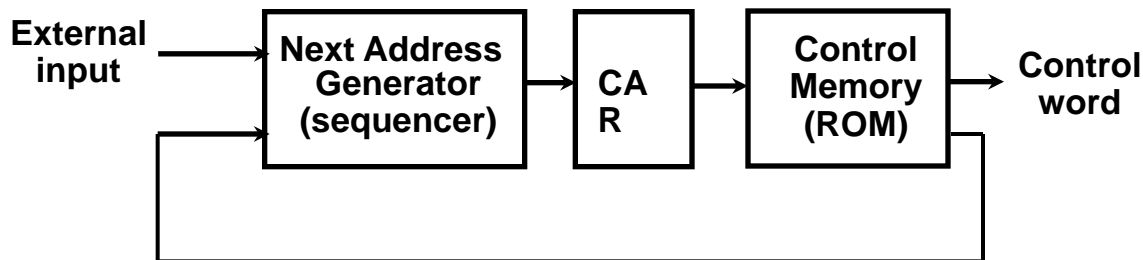 External
input
Next Address
Generator
(sequencer)
CA
R
Control
Memory
(ROM)
Control
word